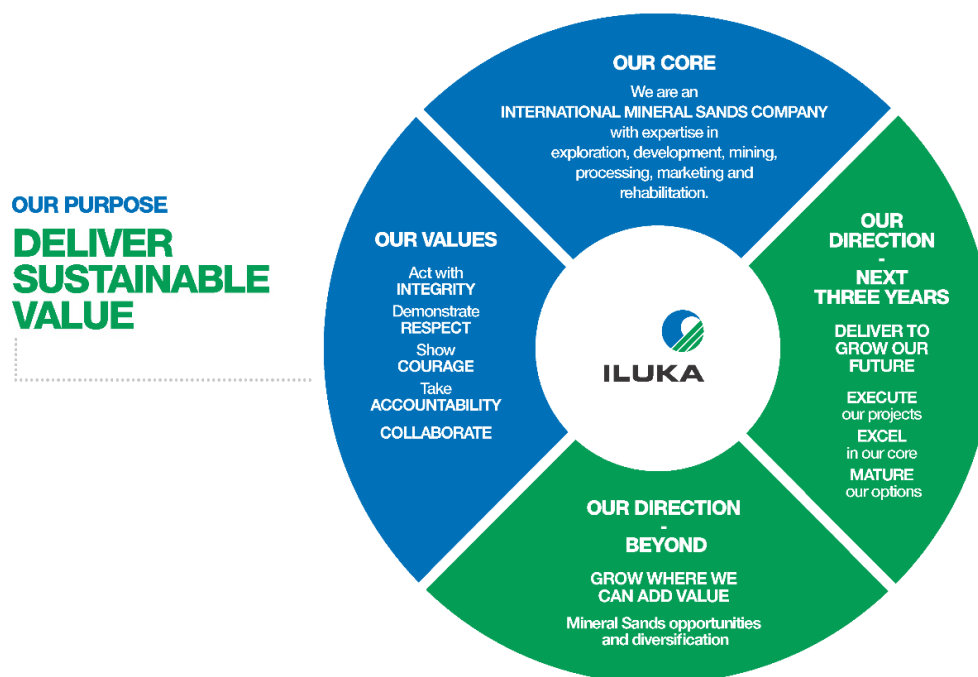 OUR PURPOSE
DELIVER
SUSTAINABLE
VALUE
OUR CORE
We are an
INTERNATIONAL MINERAL SANDS COMPANY
with expertise in
exploration, development, mining,
processing, marketing and
rehabilitation.
OUR VALUES
Act with
INTEGRITY
Demonstrate
RESPECT
Show
COURAGE
Take
ACCOUNTABILITY
COLLABORATE
ILUKA
OUR
DIRECTION
-
NEXT
THREE YEARS
DELIVER TO
GROW OUR
FUTURE
EXECUTE
our projects
EXCEL
in our core
MATURE
our options
OUR DIRECTION
-
BEYOND
GROW WHERE WE
CAN ADD VALUE
Mineral Sands opportunities
and diversification